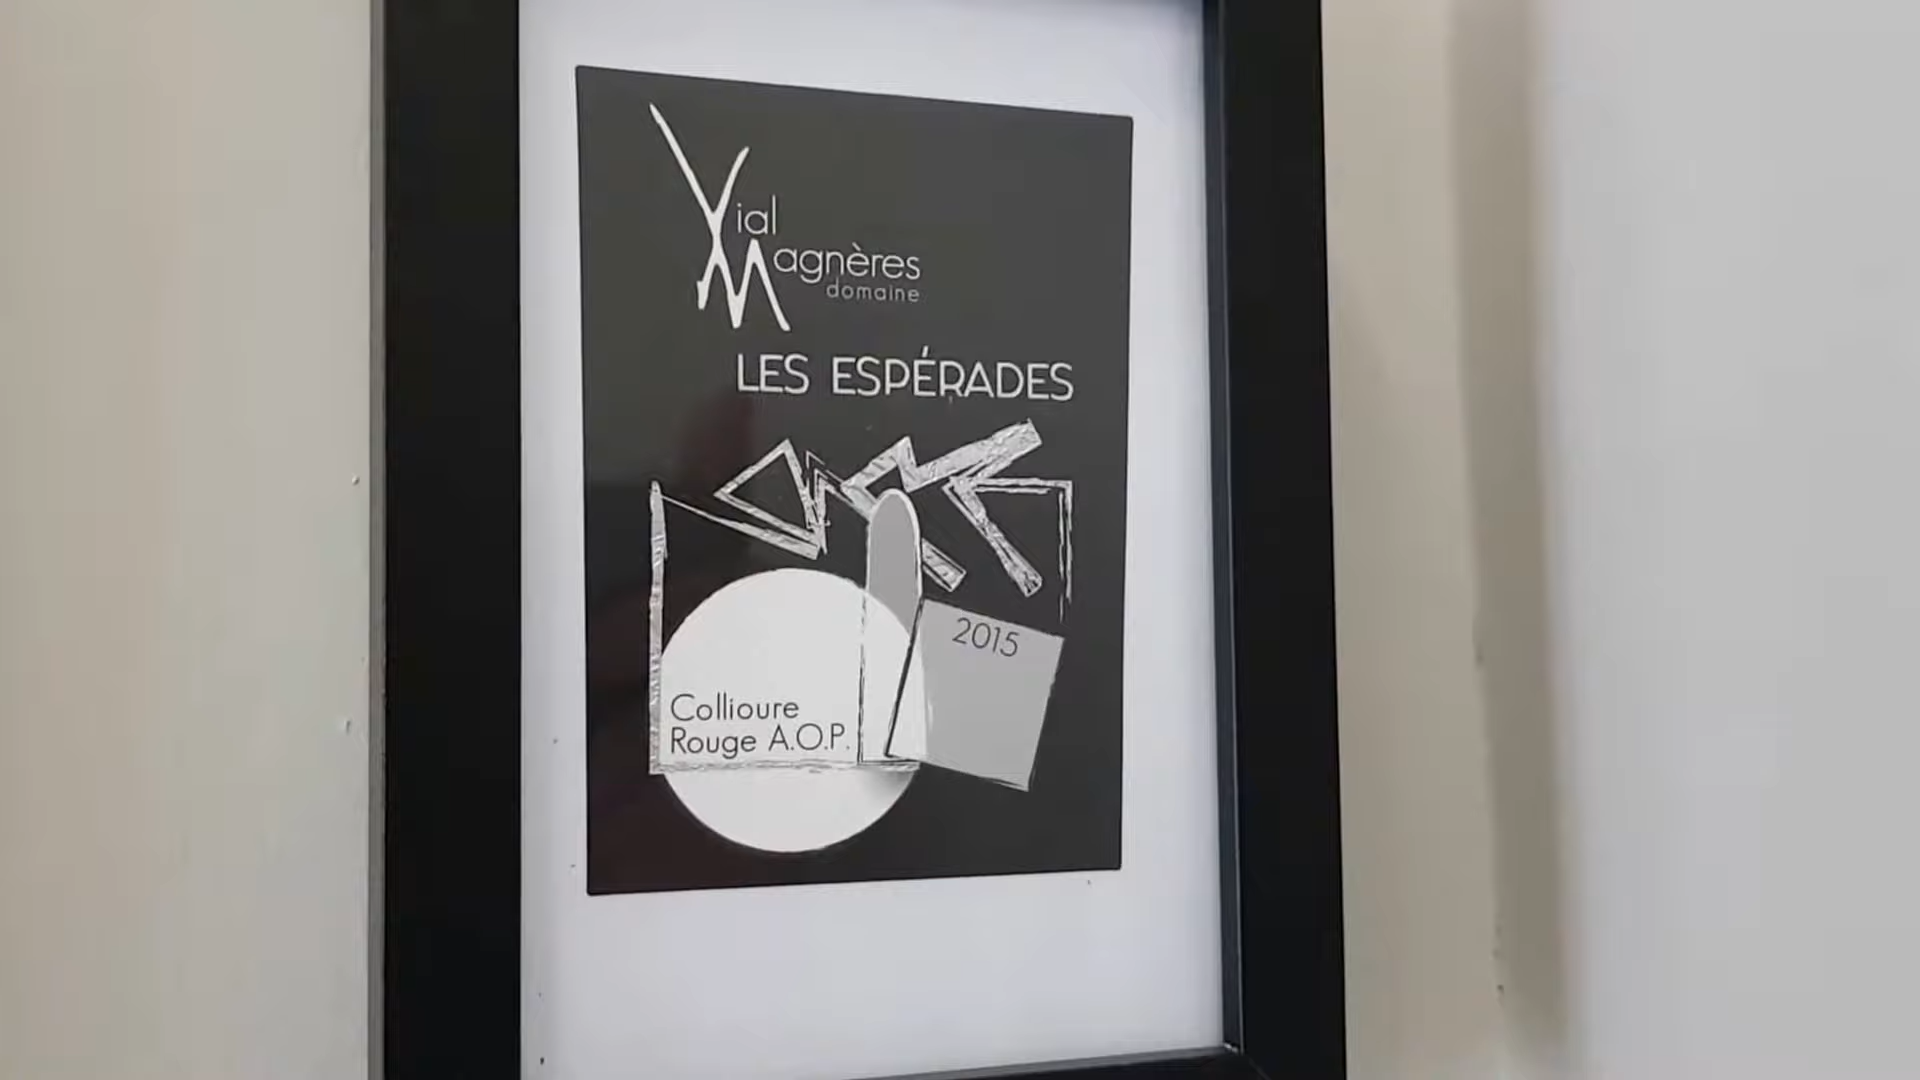 Vial
Magnères
domaine
LES ESPÉRADES
2015
Collioure
Rouge A.O.P.